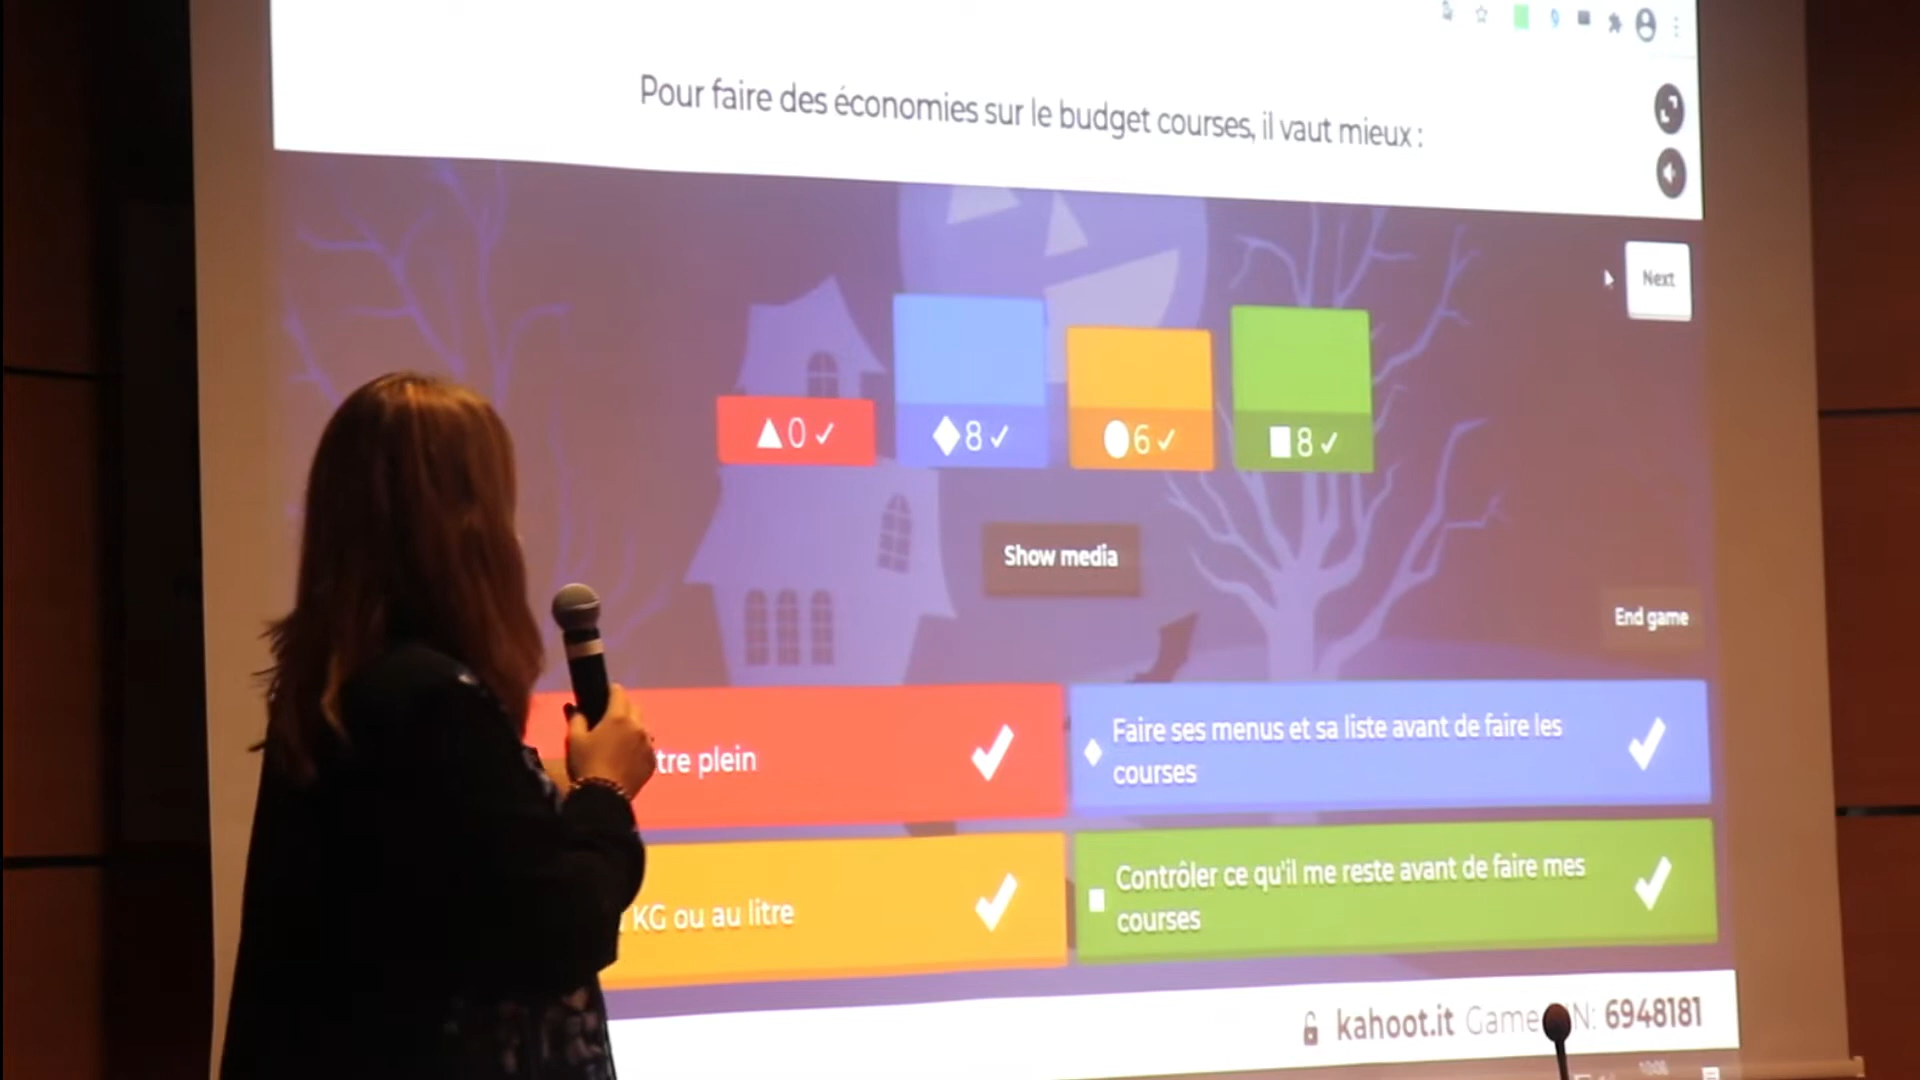 Pour faire des économies sur le budget courses, il vaut mieux :
Next
0
8
6
8
Show media
End game
tre plein
Faire ses menus et sa liste avant de faire les
courses
KG ou au litre
Contrôler ce qu'il me reste avant de faire mes
courses
kahoot.it Game N: 6948181